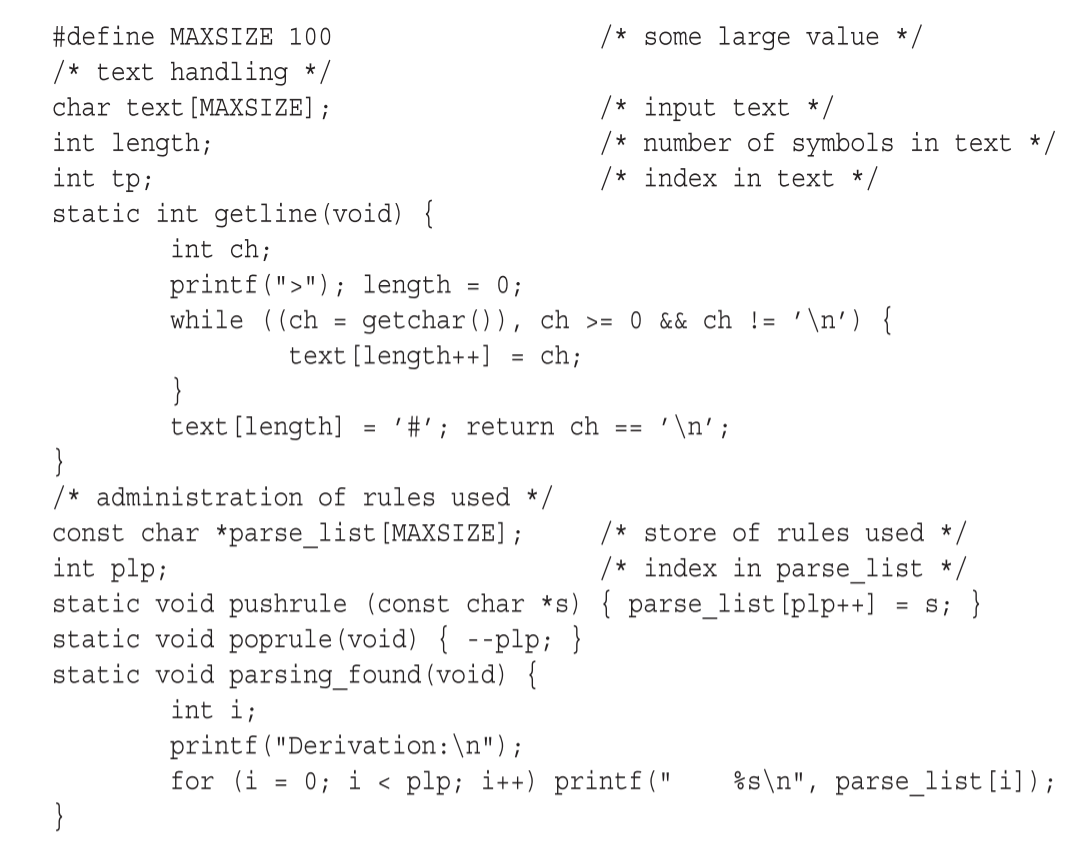 #define MAXSIZE 100                  /* some large value */
/* text handling */
char text[MAXSIZE];                  /* input text */
int length;                          /* number of symbols in text */
int tp;                              /* index in text */
static int getline(void) {
        int ch;
        printf(">"); length = 0;
        while ((ch = getchar()), ch >= 0 && ch != '\n') {
                text[length++] = ch;
        }
        text[length] = '#'; return ch == '\n';
}
/* administration of rules used */
const char *parse_list[MAXSIZE];     /* store of rules used */
int plp;                             /* index in parse_list */
static void pushrule (const char *s) { parse_list[plp++] = s; }
static void poprule(void) { --plp; }
static void parsing_found(void) {
        int i;
        printf("Derivation:\n");
        for (i = 0; i < plp; i++) printf("    %s\n", parse_list[i]);
}